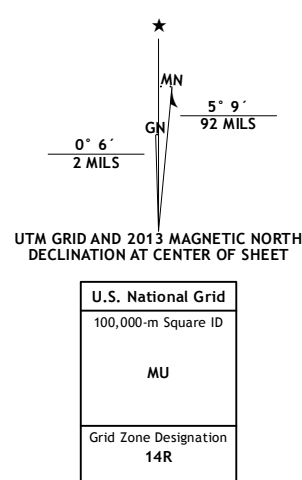 ★
MN
GN
5° 9´
92 MILS
0° 6´
2 MILS
UTM GRID AND 2013 MAGNETIC NORTH
DECLINATION AT CENTER OF SHEET
U.S. National Grid
100,000-m Square ID
MU
Grid Zone Designation
14R